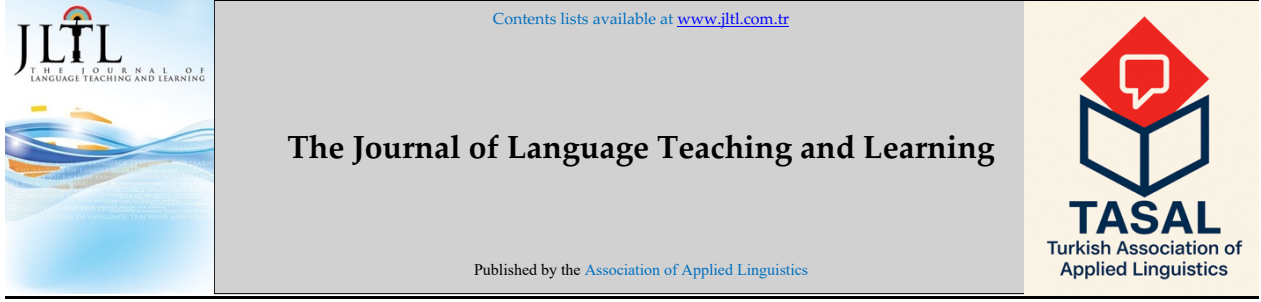 JLTL
THE JOURNAL OF
LANGUAGE TEACHING AND LEARNING
Contents lists available at www.jltl.com.tr
The Journal of Language Teaching and Learning
Published by the Association of Applied Linguistics
TASAL
Turkish Association of
Applied Linguistics